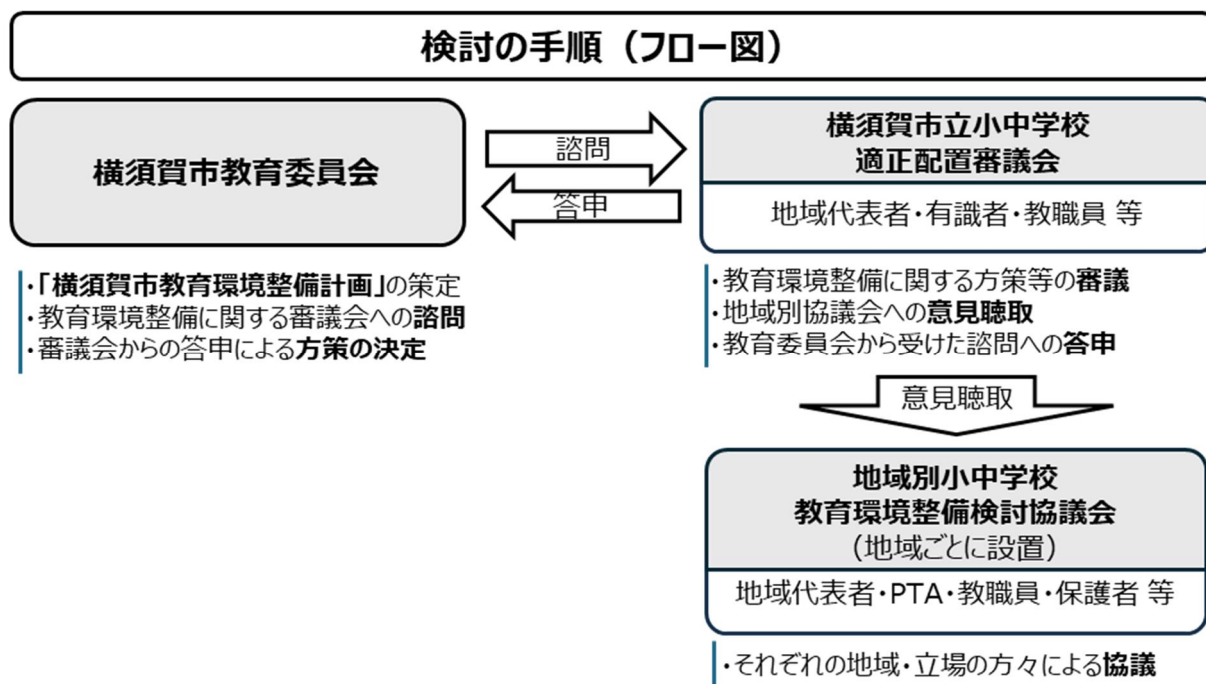 検討の手順（フロー図）
横須賀市教育委員会
諮問
答申
横須賀市立小中学校
適正配置審議会
地域代表者・有識者・教職員 等
・「横須賀市教育環境整備計画」の策定
・教育環境整備に関する審議会への諮問
・審議会からの答申による方策の決定
・教育環境整備に関する方策等の審議
・地域別協議会への意見聴取
・教育委員会から受けた諮問への答申
意見聴取
地域別小中学校
教育環境整備検討協議会
（地域ごとに設置）
地域代表者・PTA・教職員・保護者 等
・それぞれの地域・立場の方々による協議